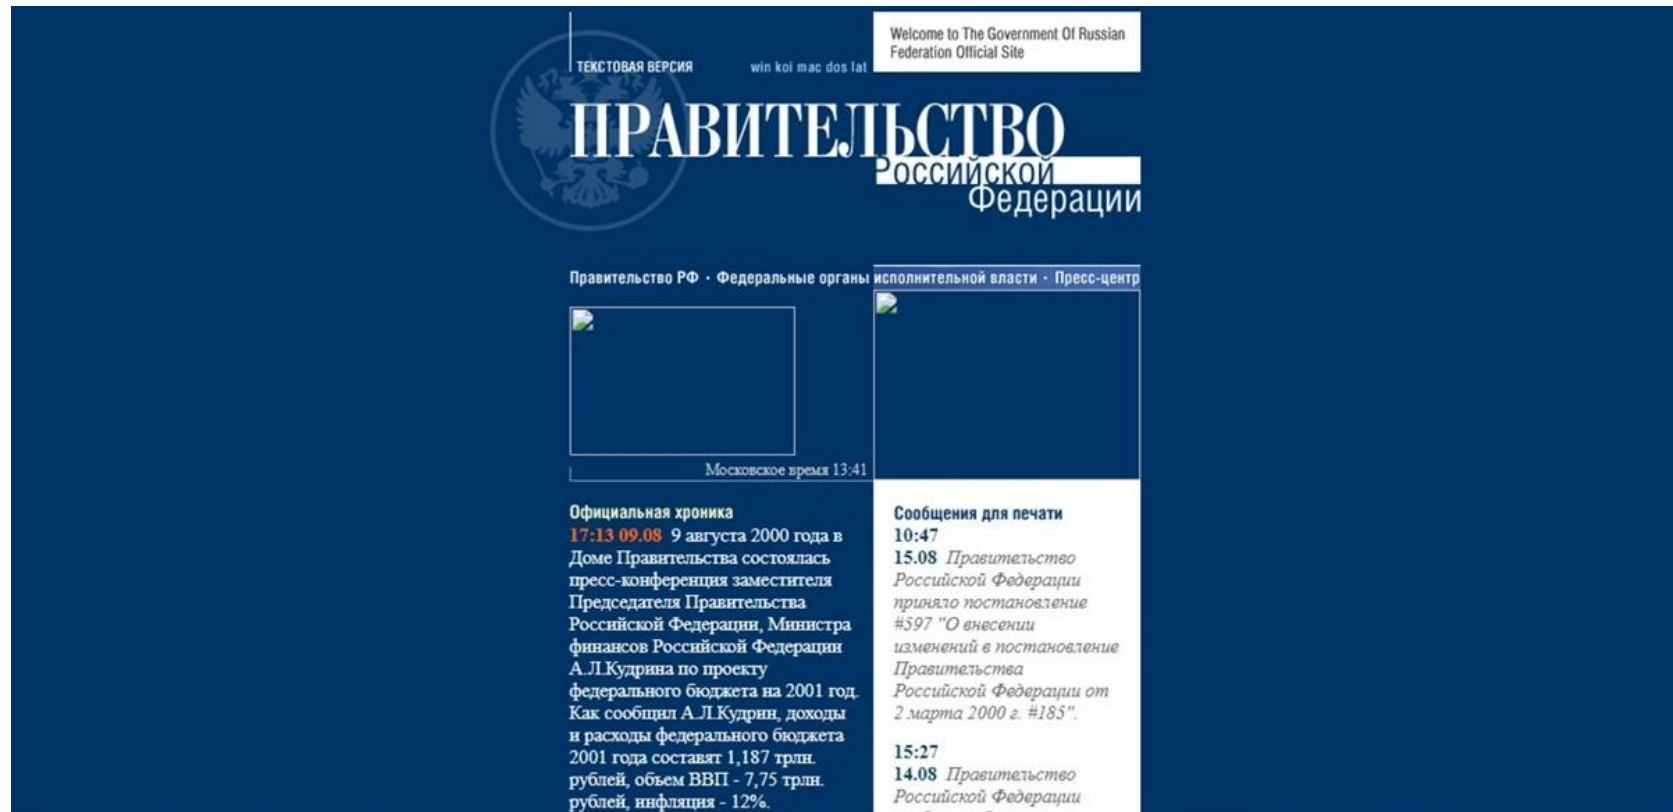 Welcome to The Government Of Russian
Federation Official Site
ТЕКСТОВАЯ ВЕРСИЯ win koi mac dos lat
ПРАВИТЕЛЬСТВО
Российской
Федерации
Правительство РФ · Федеральные органы исполнительной власти · Пресс-центр
Московское время 13:41
Официальная хроника
17:13 09.08 9 августа 2000 года в
Доме Правительства состоялась
пресс-конференция заместителя
Председателя Правительства
Российской Федерации, Министра
финансов Российской Федерации
А.Л.Кудрина по проекту
федерального бюджета на 2001 год.
Как сообщил А.Л.Кудрин, доходы
и расходы федерального бюджета
2001 года составят 1,187 трлн.
рублей, объем ВВП - 7,75 трлн.
рублей, инфляция - 12%.
Сообщения для печати
10:47
15.08 Правительство
Российской Федерации
приняло постановление
#597 "О внесении
изменений в постановление
Правительства
Российской Федерации от
2 марта 2000 г. #185".
15:27
14.08 Правительство
Российской Федерации